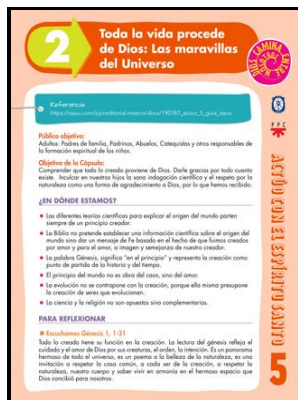 2
Toda la vida procede
de Dios: Las maravillas
del Universo
DIOS CAMINA ENTRE NOSOTROS
Referencia
Público objetivo:
Adultos: Padres de familia, Padrinos, Abuelos, Catequistas y otros responsables de
la formación espiritual de los niños.
Objetivo de la Cápsula:
Comprender que todo lo creado proviene de Dios. Darle gracias por todo cuanto
existe. Inculcar en nuestros hijos la sana indagación científica y el respeto por la
naturaleza como una forma de agradecimiento a Dios, por lo que hemos recibido.
¿EN DÓNDE ESTAMOS?
• Las diferentes teorías científicas para explicar el origen del mundo parten
siempre de un principio creador.
• La Biblia no pretende establecer una información científica sobre el origen del
mundo sino dar un mensaje de Fe basado en el hecho de que fuimos creados
por amor y para el amor, a imagen y semejanza de nuestro creador.
• La palabra Génesis, significa "en el principio" y representa la creación como
punto de partida de la historia y del tiempo.
• El principio del mundo no es obra del caso, sino del amor.
• La evolución no se contrapone con la creación, porque ella misma presupone
la creación de seres que evolucionan.
• La ciencia y la religión no son opuestos sino complementarios.
PARA REFLEXIONAR
Escuchamos Génesis 1, 1-31
Todo lo creado tiene su función en la creación. La lectura del génesis refleja el
cuidado y el amor de Dios por sus creaturas, el orden, la intención. Es un panorama
hermoso de todo el universo, es un poema a la belleza de la naturaleza, es una
invitación a respetar la casa común, a cada ser de la creación, a respetar la
naturaleza, nuestro cuerpo y saber vivir en armonía en el hermoso espacio que
Dios concibió para nosotros.
PPC
ACTÚO CON EL ESPÍRITU SANTO
5